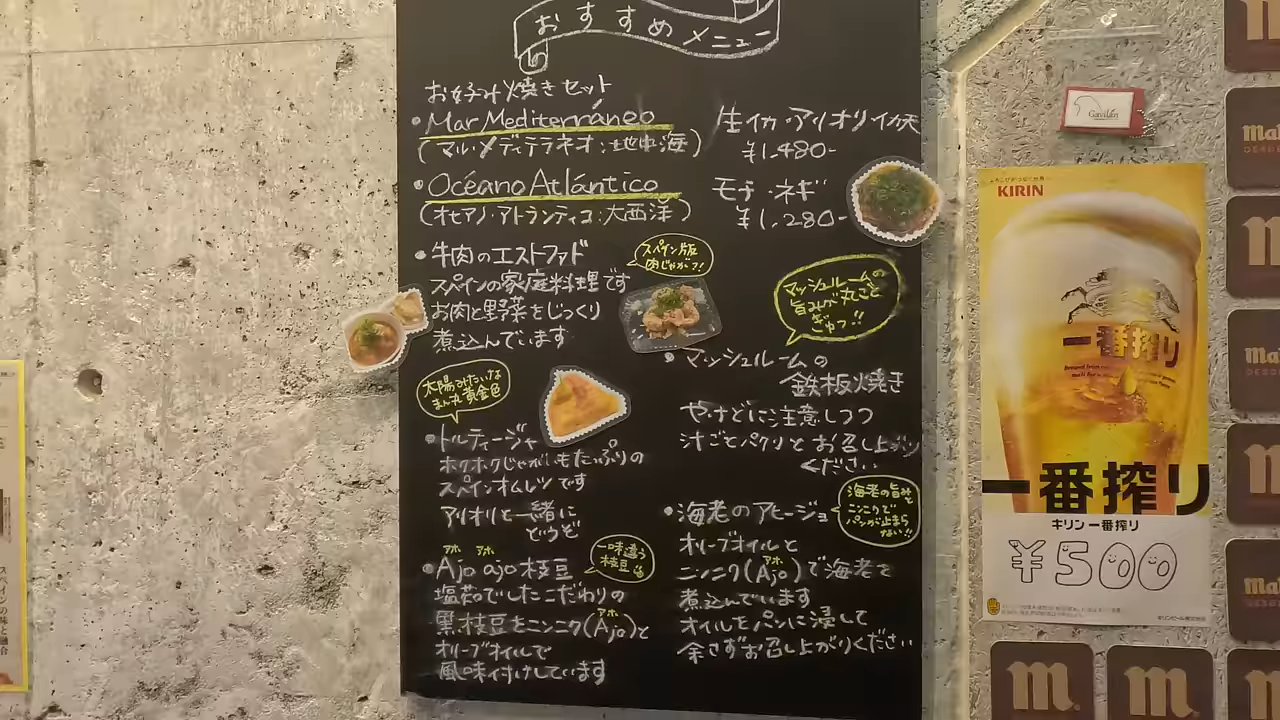 おすすめメニュー
お好み焼きセット
・Mar Mediterráneo
(マル・メディテラネオ:地中海)
生イカ・アリオリ イカ天
¥1,480-
・Océano Atlántico
(オセアノ・アトランティコ:大西洋)
モチ・ネギ
¥1,280-
・牛肉のエストファド
スペイン版
肉じゃが!!
スペインの家庭料理です
お肉と野菜をじっくり
煮込んでいます
太陽みたいな
まん丸黄金色
・トルティージャ
ホクホクじゃがいもたっぷりの
スペインオムレツです
アリオリと一緒に
どうぞ
アホ アホ
・Ajo ajo 枝豆
一味違う
枝豆
塩茹でしたこだわりの
黒枝豆をニンニク(Ajo)と
アホ
オリーブオイルで
風味付けしています
マッシュルームの
旨みが丸ごと
ぎゅっ!!
・マッシュルームの
鉄板焼き
やけどに注意しつつ
汁ごとパクリとお召し上がり
ください
・海老のアヒージョ
海老の旨みと
ニンニクで
パンが止まら
ない!!
オリーブオイルと
ニンニク(Ajo)で海老を
アホ
煮込んでいます
オイルをパンに浸して
余さずお召し上がりください
Gavilán
KIRIN
一番搾り
一番搾り
キリン 一番搾り
¥500
m
m
m